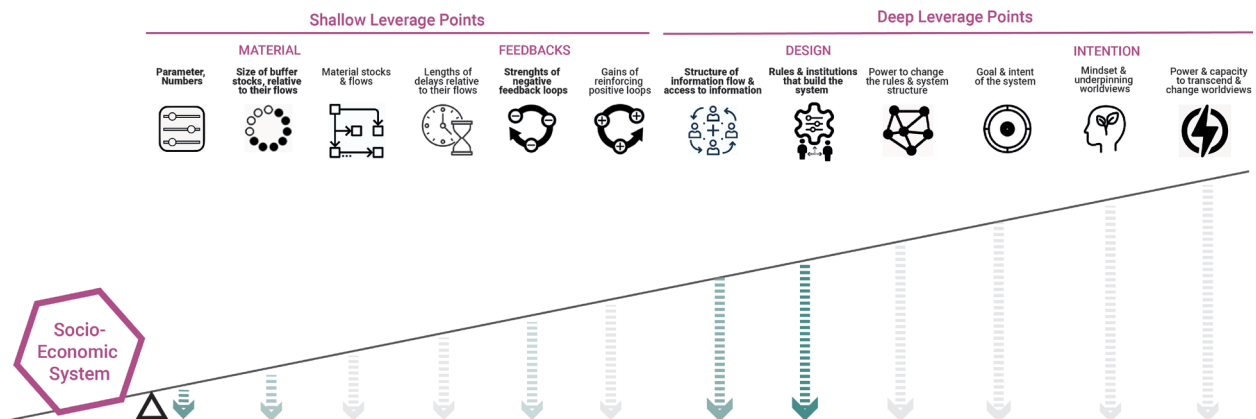 Shallow Leverage Points
Deep Leverage Points
MATERIAL
FEEDBACKS
DESIGN
INTENTION
Parameter,
Numbers
Size of buffer
stocks, relative
to their flows
Material stocks
& flows
Lengths of
delays relative
to their flows
Strenghts of
negative
feedback loops
Gains of
reinforcing
positive loops
Structure of
information flow &
access to information
Rules & institutions
that build the
system
Power to change
the rules & system
structure
Goal & intent
of the system
Mindset &
underpinning
worldviews
Power & capacity
to transcend &
change worldviews
Socio-
Economic
System